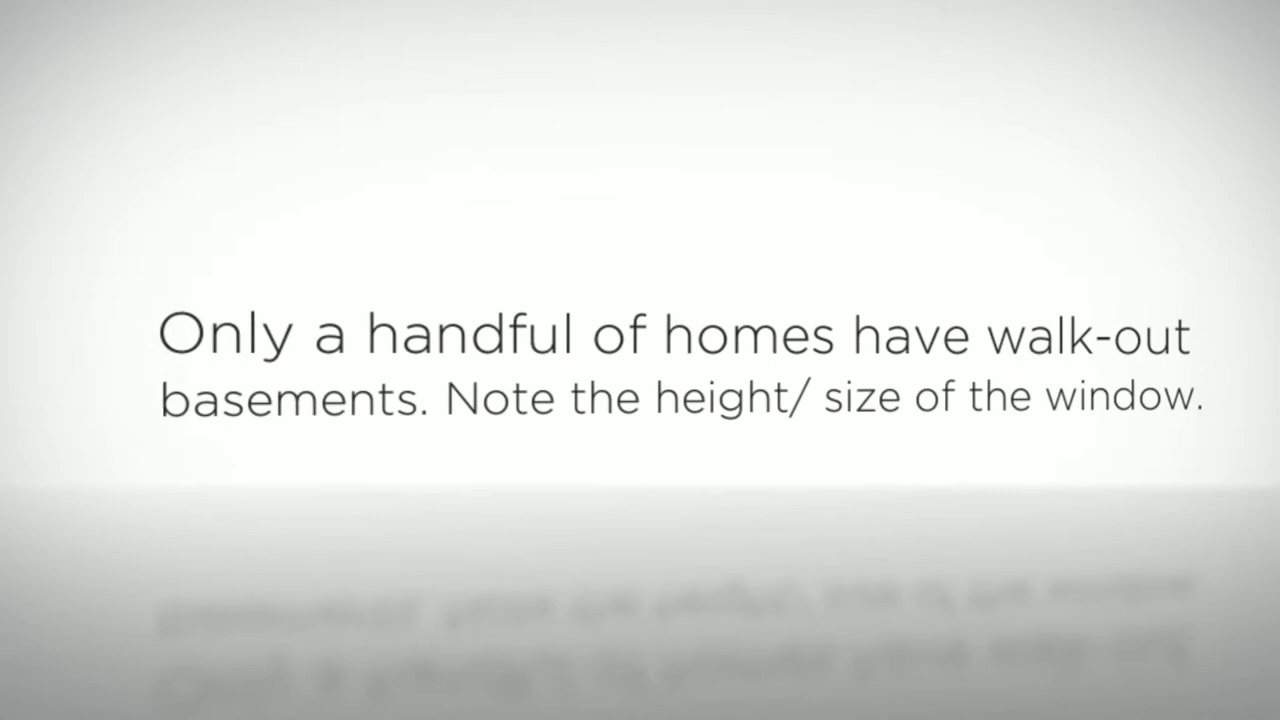 Only a handful of homes have walk-out
basements. Note the height/ size of the window.